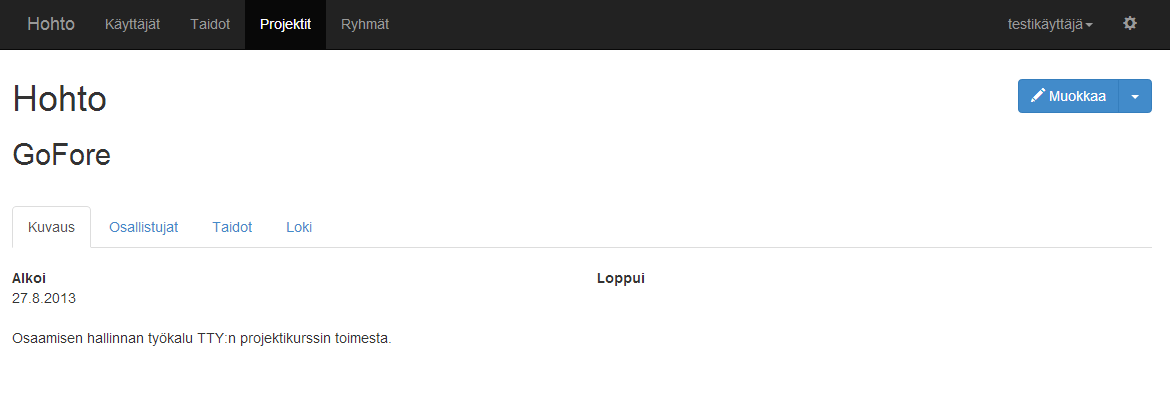 Hohto Käyttäjät Taidot Projektit Ryhmät testikäyttäjä
Hohto Muokkaa
GoFore
Kuvaus Osallistujat Taidot Loki
Alkoi Loppui
27.8.2013
Osaamisen hallinnan työkalu TTY:n projektikurssin toimesta.